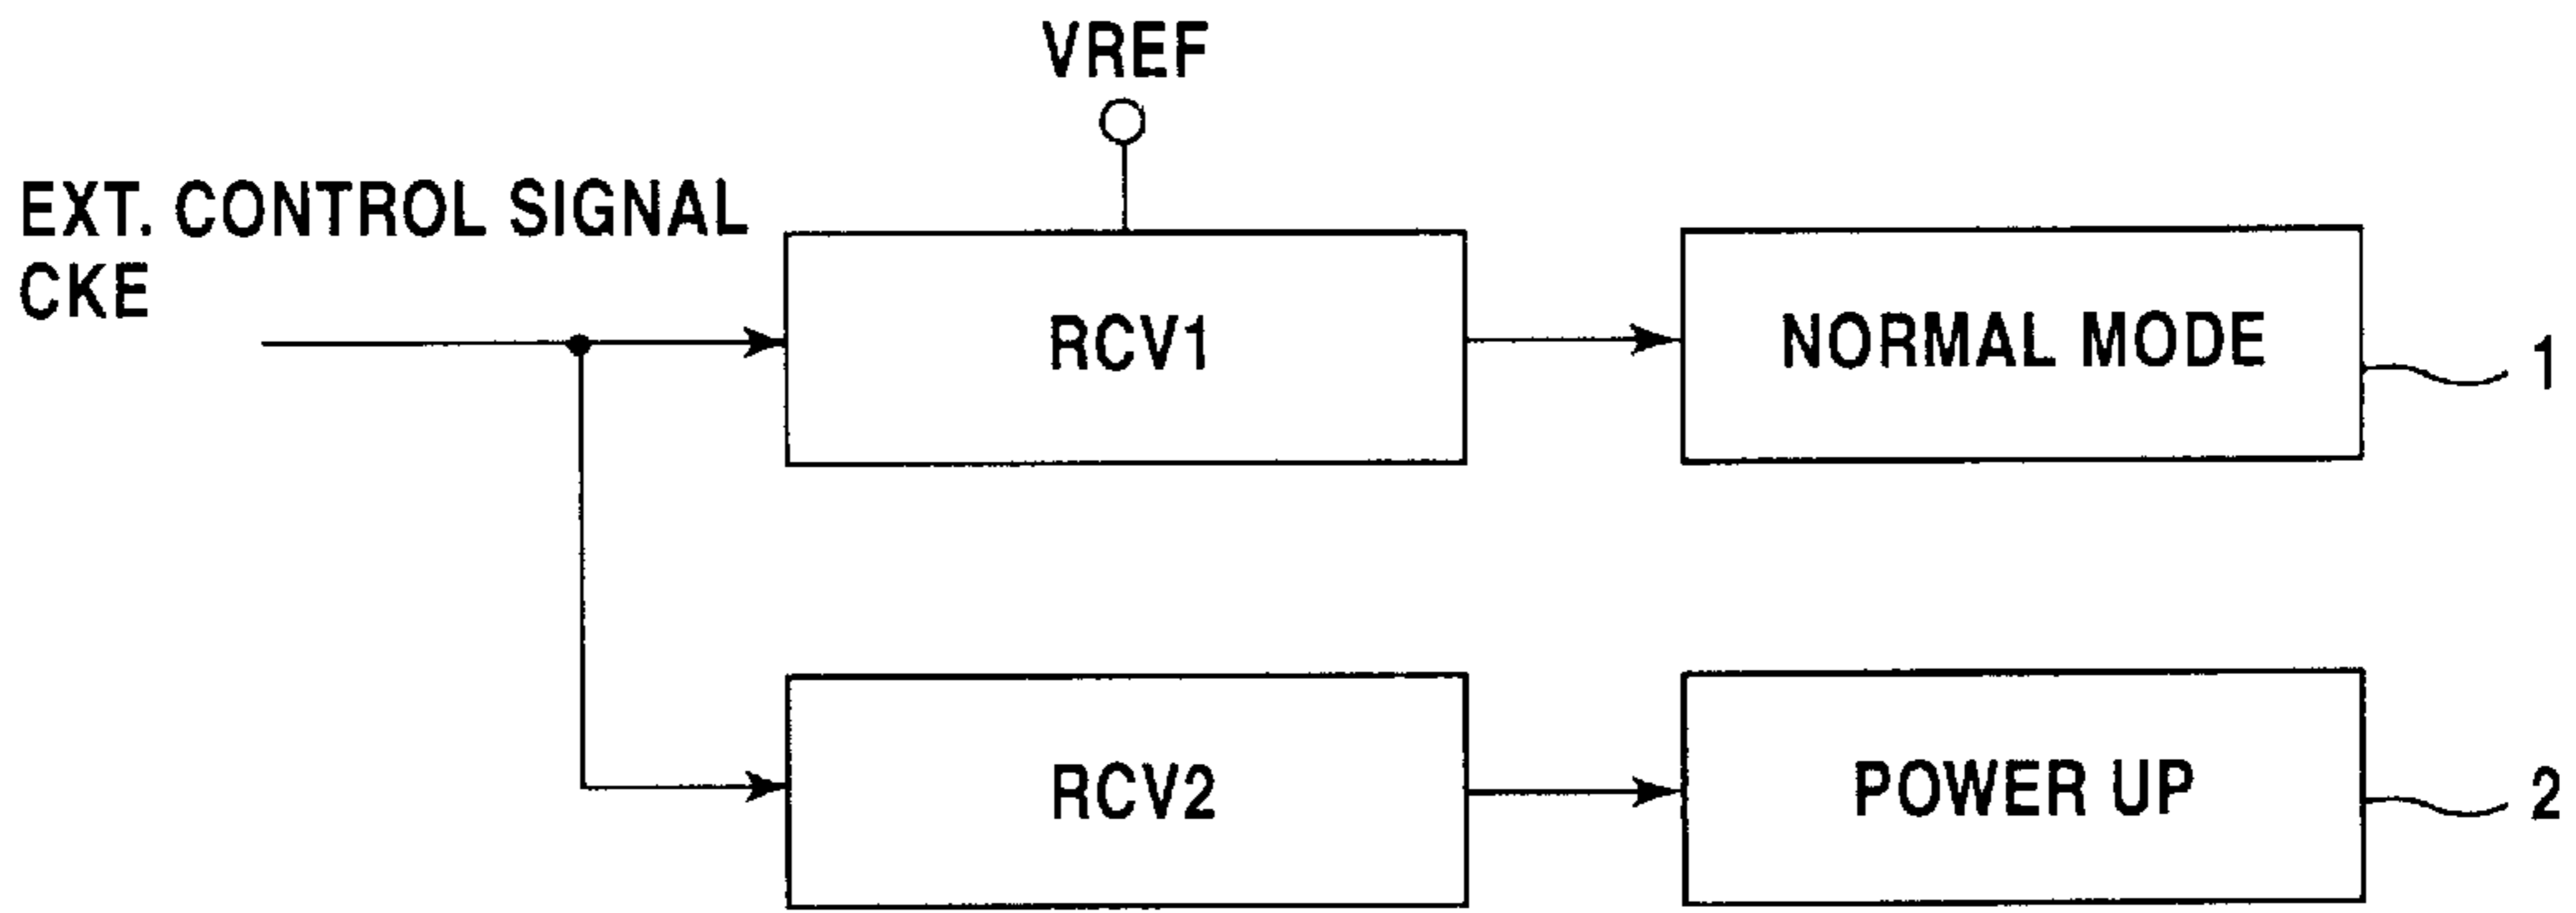 VREF
EXT. CONTROL SIGNAL
CKE
RCV1
NORMAL MODE
1
RCV2
POWER UP
2